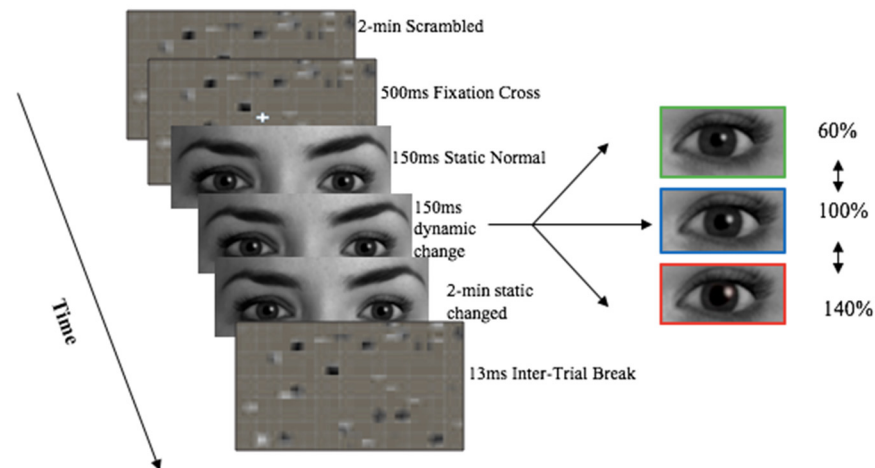 2-min Scrambled
500ms Fixation Cross
150ms Static Normal
150ms
dynamic
change
2-min static
changed
13ms Inter-Trial Break
60%
100%
140%
Time